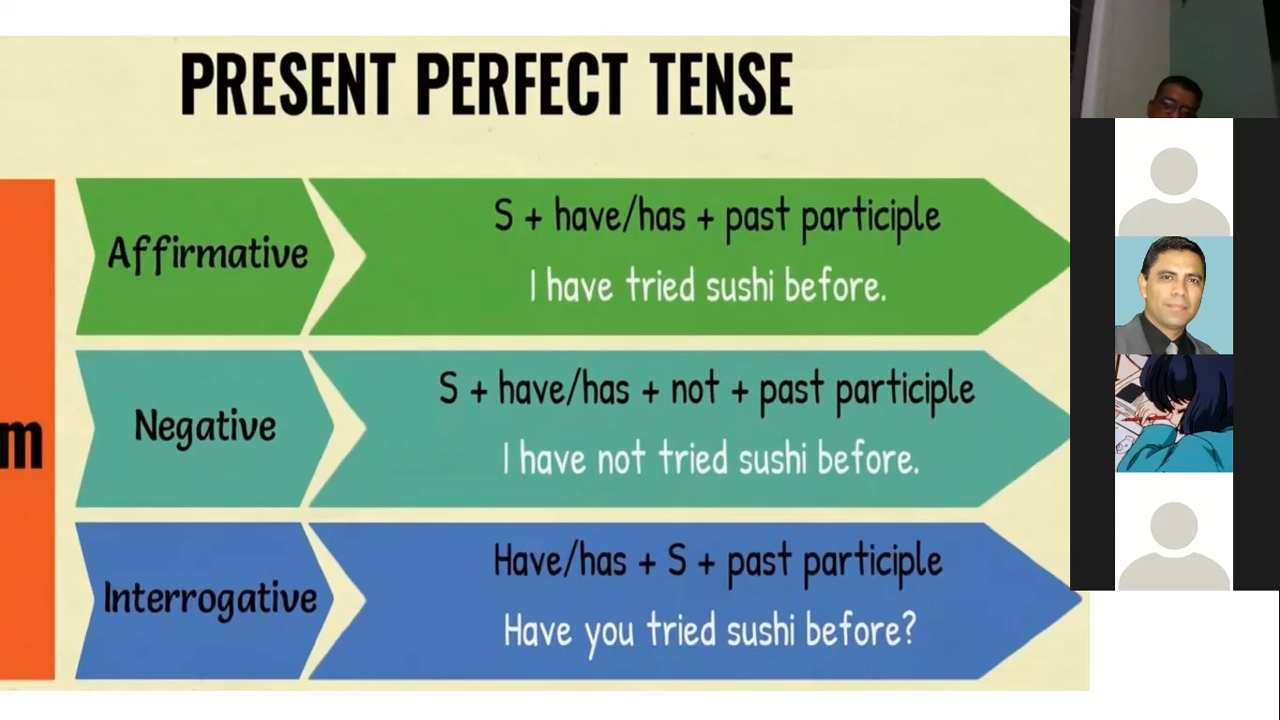 PRESENT PERFECT TENSE
Affirmative
S + have/has + past participle
I have tried sushi before.
m
Negative
S + have/has + not + past participle
I have not tried sushi before.
Interrogative
Have/has + S + past participle
Have you tried sushi before?